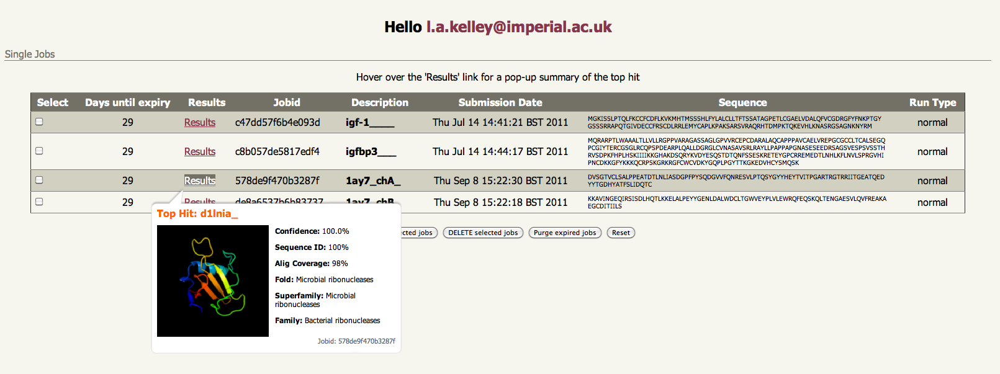 Hello l.a.kelley@imperial.ac.uk
Single Jobs
Hover over the 'Results' link for a pop-up summary of the top hit
Select Days until expiry Results Jobid Description Submission Date Sequence Run Type
29 Results c47dd57f6b4e093d igf-1____ Thu Jul 14 14:41:21 BST 2011 MGKISSLPTQLFKCCFCDFLKVKMHTMSSSHLFYLALCLLTFTSSATAGPETLCGAELVDALQFVCGDRGFYFNKPTGY normal
GSSSRRAPQTGIVDECCFRSCDLRRLEMYCAPLKPAKSARSVRAQRHTDMPKTQKEVHLKNASRGSAGNKNYRM
29 Results c8b057de5817edf4 igfbp3___ Thu Jul 14 14:44:17 BST 2011 MQRARPTLWAAALTLLVLLRGPPVARAGASSAGLGPVVRCEPCDARALAQCAPPPAVCAELVREPGCGCCLTCALSEGQ normal
PCGIYTERCGSGLRCQPSPDEARPLQALLDGRGLCVNASAVSRLRAYLLPAPPAPGNASESEEDRSAGSVESPSVSSTH
RVSDPKFHPLHSKIIIIKKGHAKDSQRYKVDYESQSTDTQNFSSESKRETEYGPCRREMEDTLNHLKFLNVLSPRGVHI
PNCDKKGFYKKKQCRPSKGRKRGFCWCVDKYGQPLPGYTTKGKEDVHCYSMQSK
29 Results 578de9f470b3287f 1ay7_chA_ Thu Sep 8 15:22:30 BST 2011 DVSGTVCLSALPPEATDTLNLIASDGPFPYSQDGVVFQNRESVLPTQSYGYYHEYTVITPGARTRGTRRIITGEATQED normal
YYTGDHYATFSLIDQTC
29 Results de8a6537b6b83737 1ay7_chB Thu Sep 8 15:22:18 BST 2011 KKAVINGEQIRSISDLHQTLKKELALPEYYGENLDALWDCLTGWVEYPLVLEWRQFEQSKQLTENGAESVLQVFREAKA normal
EGCDITIILS
Top Hit: d1lnia_
Confidence: 100.0%
Sequence ID: 100%
Alig Coverage: 98%
Fold: Microbial ribonucleases
Superfamily: Microbial
ribonucleases
Family: Bacterial ribonucleases
Jobid: 578de9f470b3287f
cted jobs DELETE selected jobs Purge expired jobs Reset